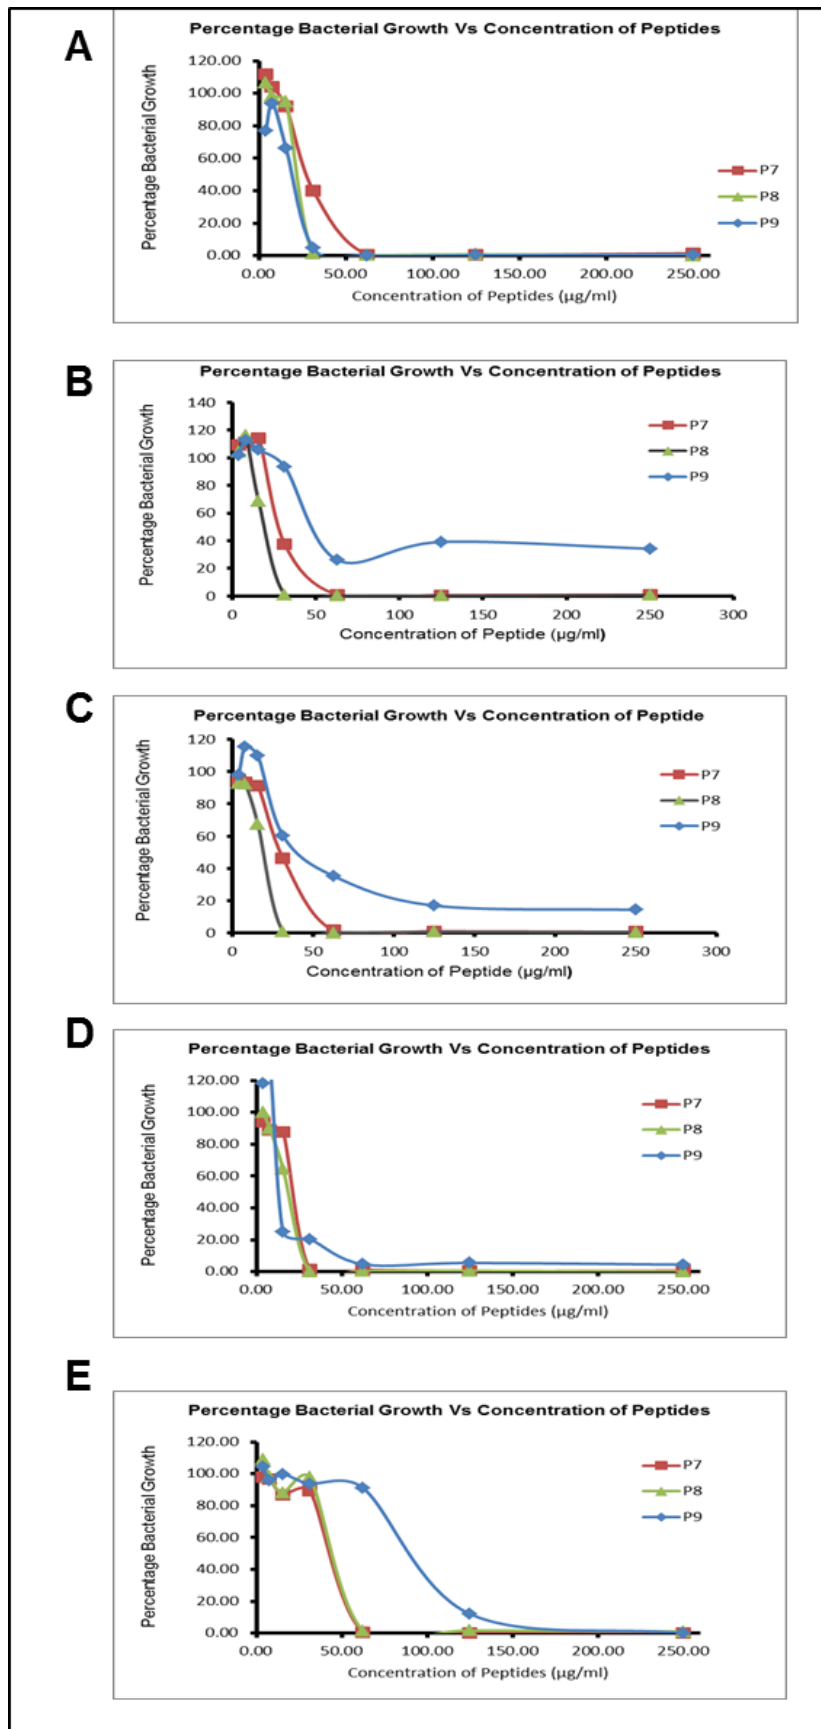 A
Percentage Bacterial Growth Vs Concentration of Peptides
Percentage Bacterial Growth
120.00
100.00
80.00
60.00
40.00
20.00
0.00
0.00 50.00 100.00 150.00 200.00 250.00
Concentration of Peptides (µg/ml)
P7
P8
P9
B
Percentage Bacterial Growth Vs Concentration of Peptides
Percentage Bacterial Growth
140
120
100
80
60
40
20
0
0 50 100 150 200 250 300
Concentration of Peptide (µg/ml)
P7
P8
P9
C
Percentage Bacterial Growth Vs Concentration of Peptide
Percentage Bacterial Growth
120
100
80
60
40
20
0
0 50 100 150 200 250 300
Concentration of Peptide (µg/ml)
P7
P8
P9
D
Percentage Bacterial Growth Vs Concentration of Peptides
Percentage Bacterial Growth
120.00
100.00
80.00
60.00
40.00
20.00
0.00
0.00 50.00 100.00 150.00 200.00 250.00
Concentration of Peptides (µg/ml)
P7
P8
P9
E
Percentage Bacterial Growth Vs Concentration of Peptides
Percentage Bacterial Growth
120.00
100.00
80.00
60.00
40.00
20.00
0.00
0.00 50.00 100.00 150.00 200.00 250.00
Concentration of Peptides (µg/ml)
P7
P8
P9